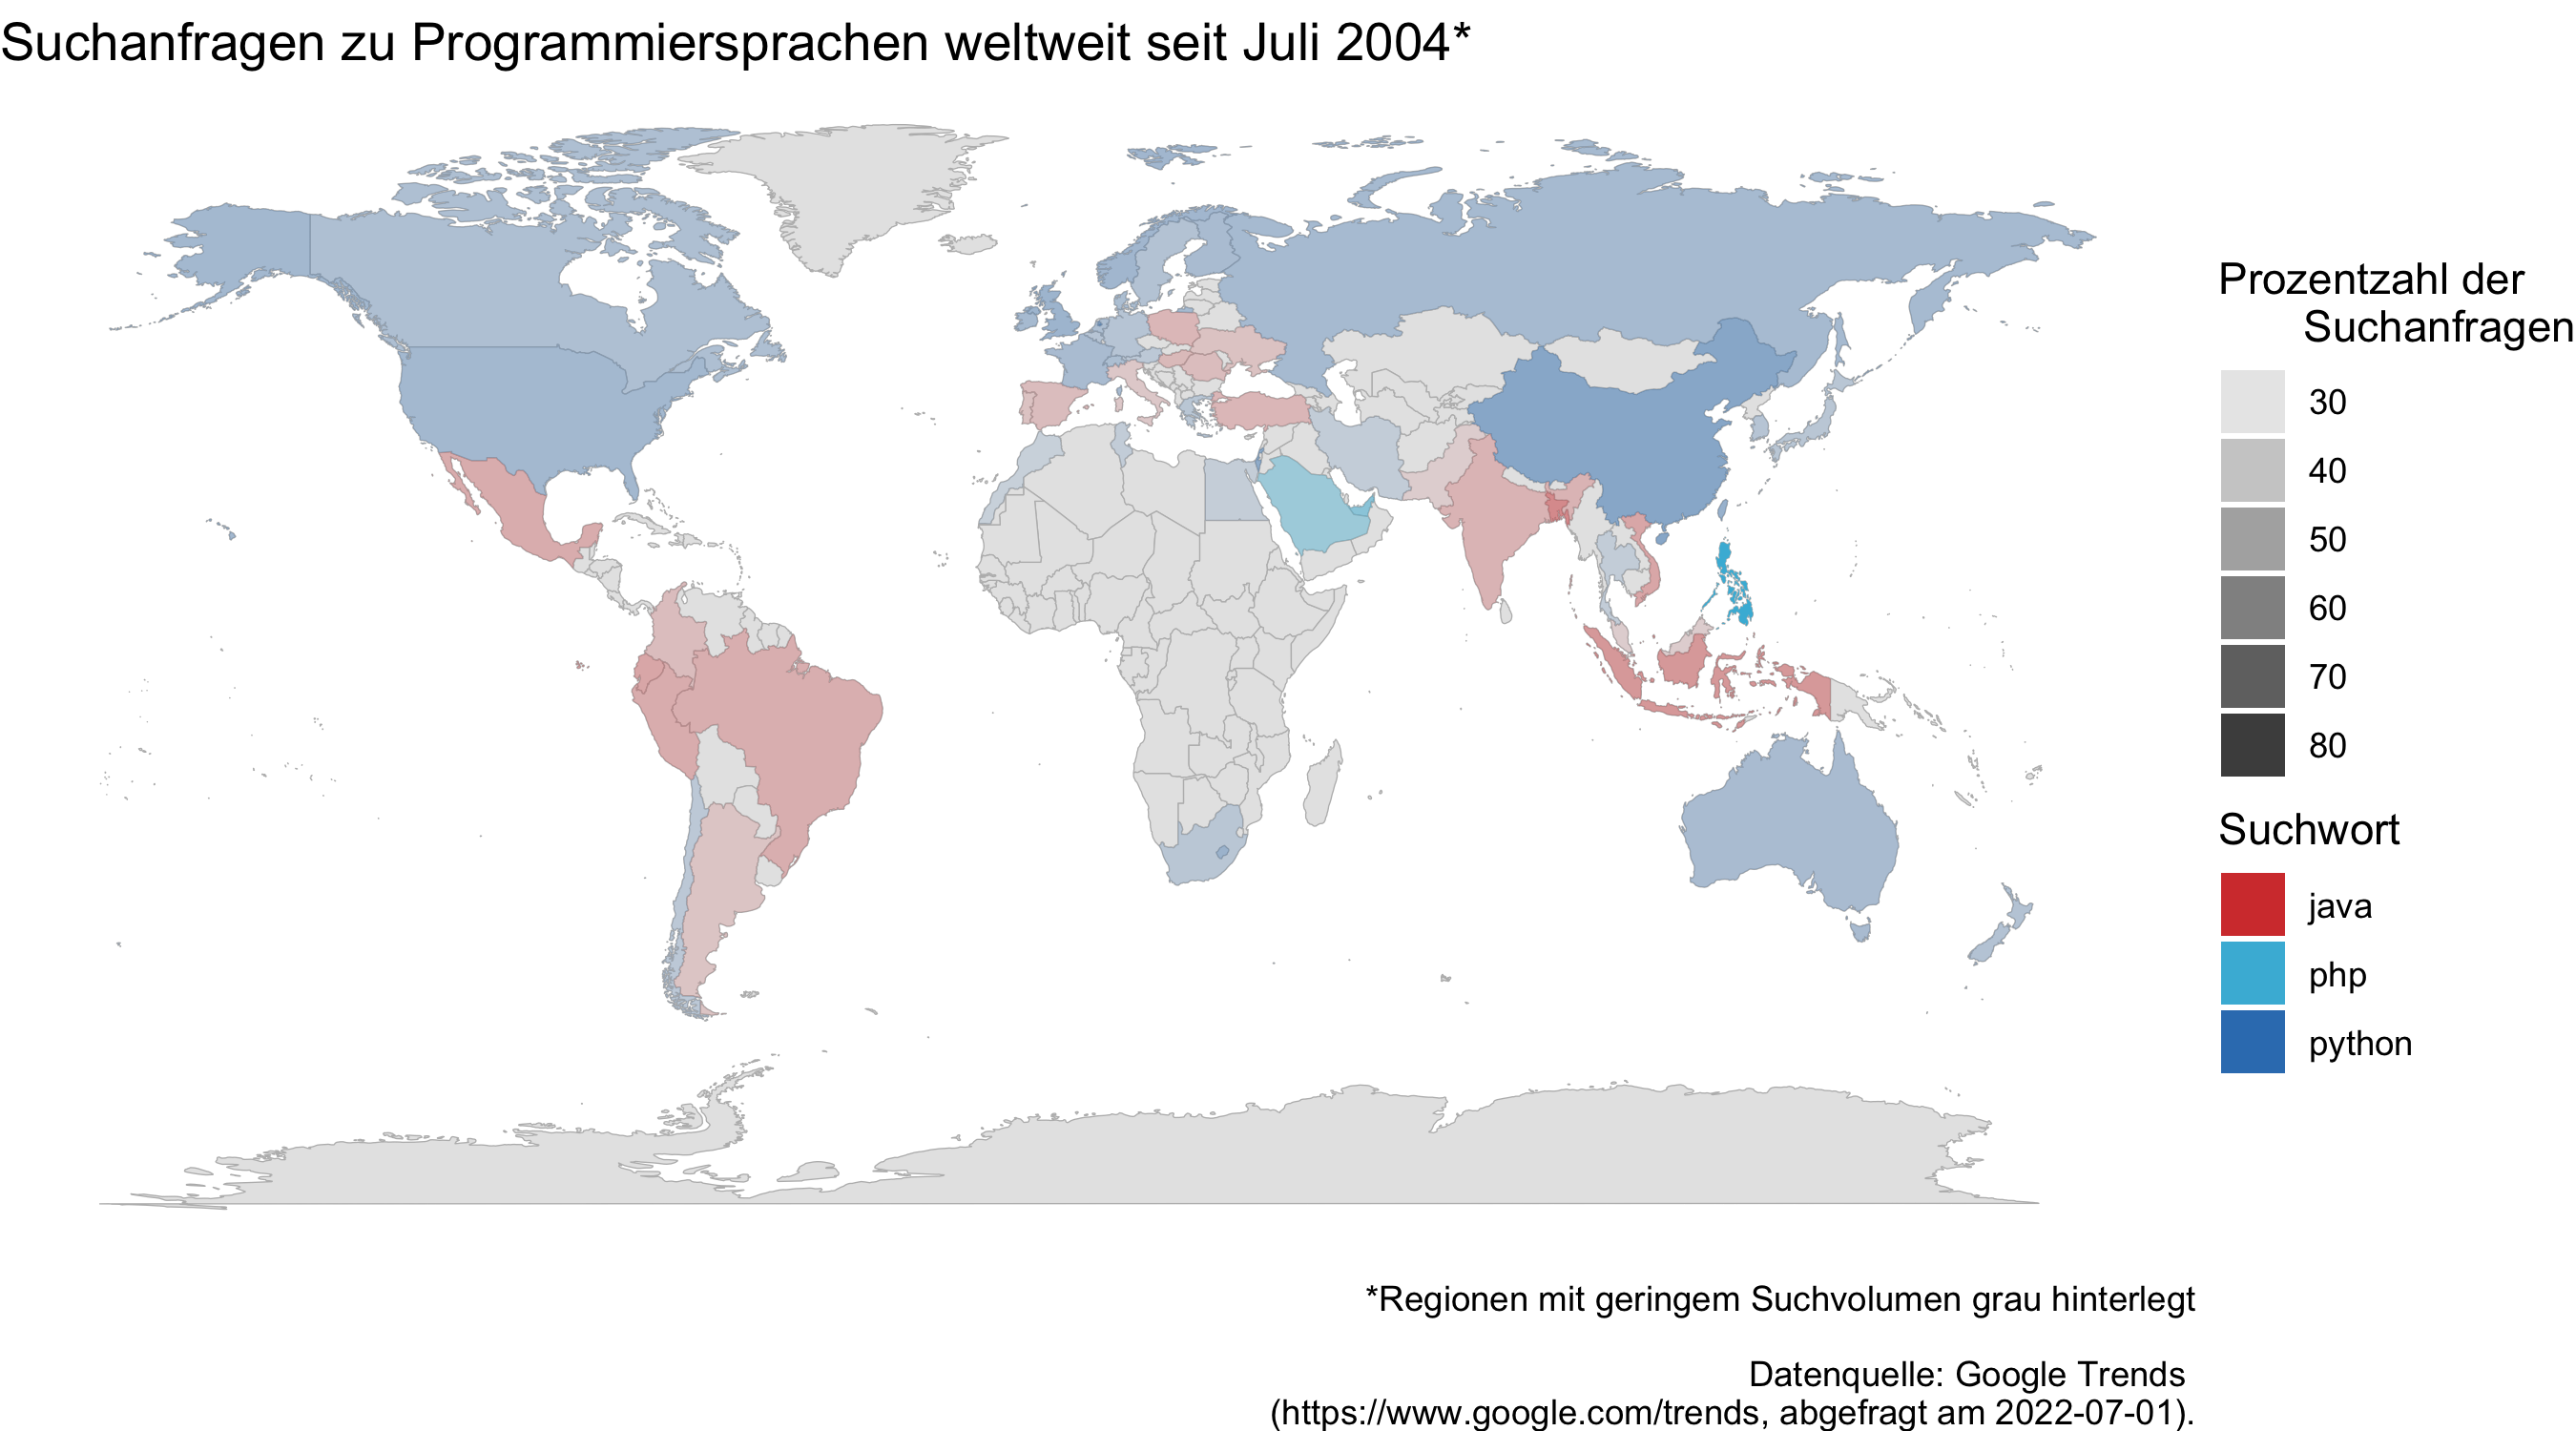 Suchanfragen zu Programmiersprachen weltweit seit Juli 2004*
Prozentzahl der
Suchanfragen
30
40
50
60
70
80
Suchwort
java
php
python
*Regionen mit geringem Suchvolumen grau hinterlegt
Datenquelle: Google Trends
(https://www.google.com/trends, abgefragt am 2022-07-01).